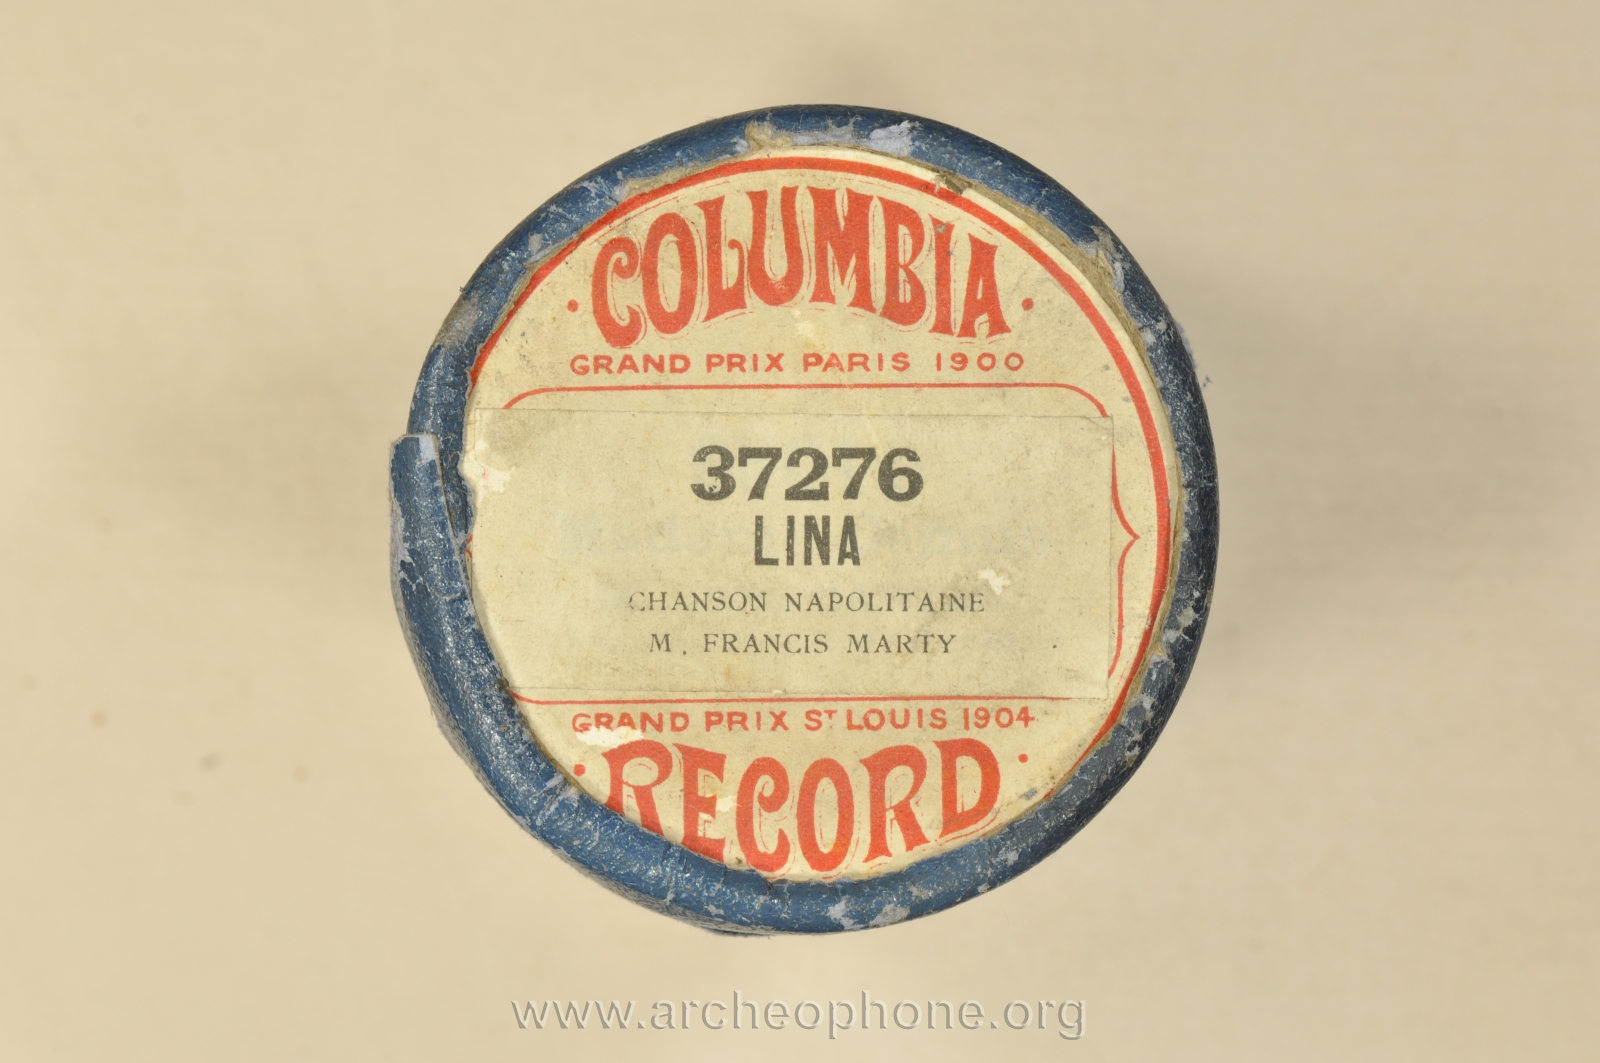 COLUMBIA
GRAND PRIX PARIS 1900
37276
LINA
CHANSON NAPOLITAINE
M. FRANCIS MARTY
GRAND PRIX ST LOUIS 1904
RECORD
www.archeophone.org